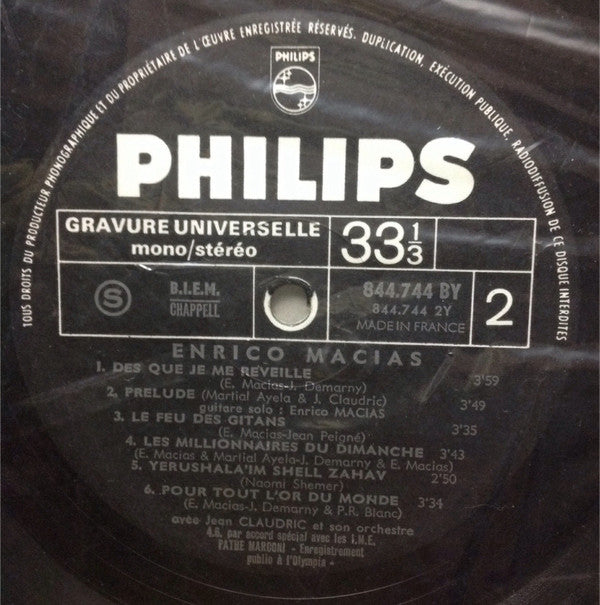 TOUS DROITS DU PRODUCTEUR PHONOGRAPHIQUE ET DU PROPRIÉTAIRE DE L'ŒUVRE ENREGISTRÉE RÉSERVÉS. DUPLICATION, EXÉCUTION PUBLIQUE, RADIODIFFUSION DE CE DISQUE INTERDITES
PHILIPS
PHILIPS
GRAVURE UNIVERSELLE
mono/stéréo
33 1/3
S
B.I.E.M.
CHAPPELL
844.744 BY
844.744 2Y
MADE IN FRANCE
2
ENRICO MACIAS
1. DES QUE JE ME REVEILLE
(E. Macias-J. Demarny) 3'59
2. PRELUDE (Martial Ayela & J. Claudric)
guitare solo : Enrico MACIAS 3'49
3. LE FEU DES GITANS
(E. Macias-Jean Peigné) 3'35
4. LES MILLIONNAIRES DU DIMANCHE 3'43
(E. Macias & Martial Ayela-J. Demarny & E. Macias)
5. YERUSHALA'IM SHELL ZAHAV 2'50
(Naomi Shemer)
6. POUR TOUT L'OR DU MONDE 3'34
(E. Macias-J. Demarny & P.R. Blanc)
avec Jean CLAUDRIC et son orchestre
4.6. par accord spécial avec les I.M.E.
PATHE MARCONI - Enregistrement
public à l'Olympia